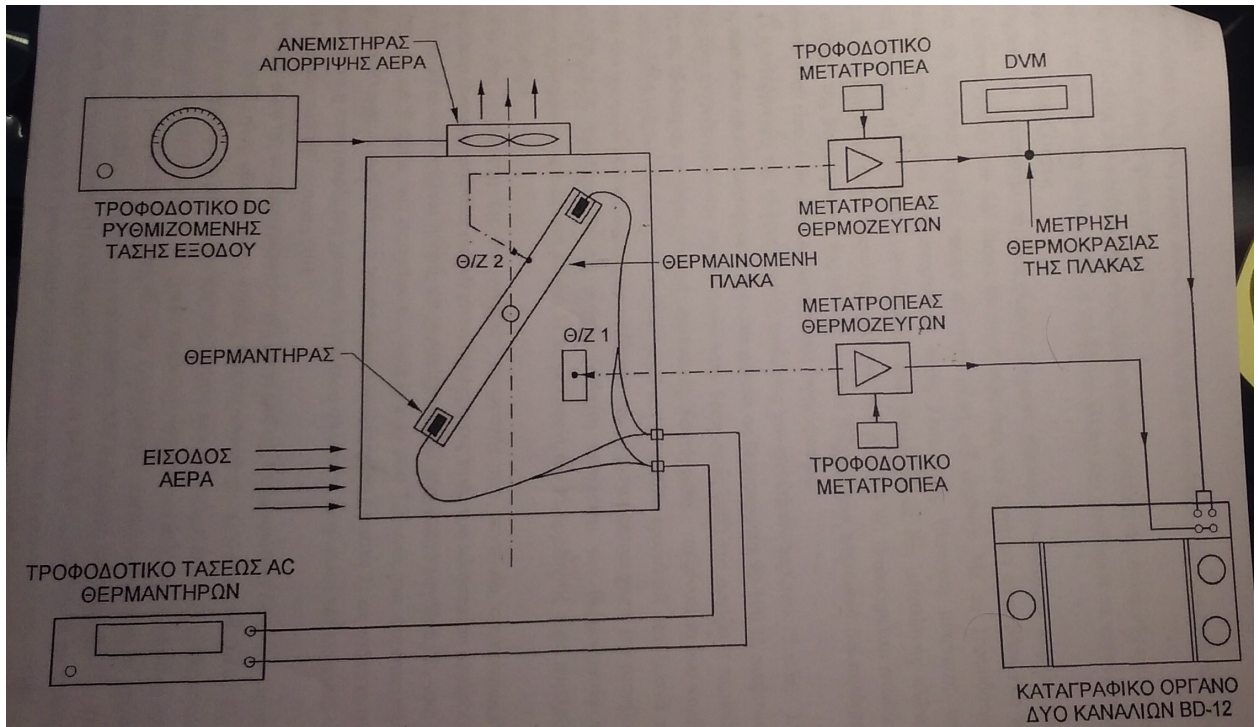 ΑΝΕΜΙΣΤΗΡΑΣ
ΑΠΟΡΡΙΨΗΣ ΑΕΡΑ
ΤΡΟΦΟΔΟΤΙΚΟ
ΜΕΤΑΤΡΟΠΕΑ
DVM
ΤΡΟΦΟΔΟΤΙΚΟ DC
ΡΥΘΜΙΖΟΜΕΝΗΣ
ΤΑΣΗΣ ΕΞΟΔΟΥ
ΜΕΤΑΤΡΟΠΕΑΣ
ΘΕΡΜΟΖΕΥΓΩΝ
ΜΕΤΡΗΣΗ
ΘΕΡΜΟΚΡΑΣΙΑΣ
ΤΗΣ ΠΛΑΚΑΣ
Θ/Ζ 2
ΘΕΡΜΑΙΝΟΜΕΝΗ
ΠΛΑΚΑ
ΜΕΤΑΤΡΟΠΕΑΣ
ΘΕΡΜΟΖΕΥΓΩΝ
Θ/Ζ 1
ΘΕΡΜΑΝΤΗΡΑΣ
ΕΙΣΟΔΟΣ
ΑΕΡΑ
ΤΡΟΦΟΔΟΤΙΚΟ
ΜΕΤΑΤΡΟΠΕΑ
ΤΡΟΦΟΔΟΤΙΚΟ ΤΑΣΕΩΣ AC
ΘΕΡΜΑΝΤΗΡΩΝ
ΚΑΤΑΓΡΑΦΙΚΟ ΟΡΓΑΝΟ
ΔΥΟ ΚΑΝΑΛΙΩΝ BD-12